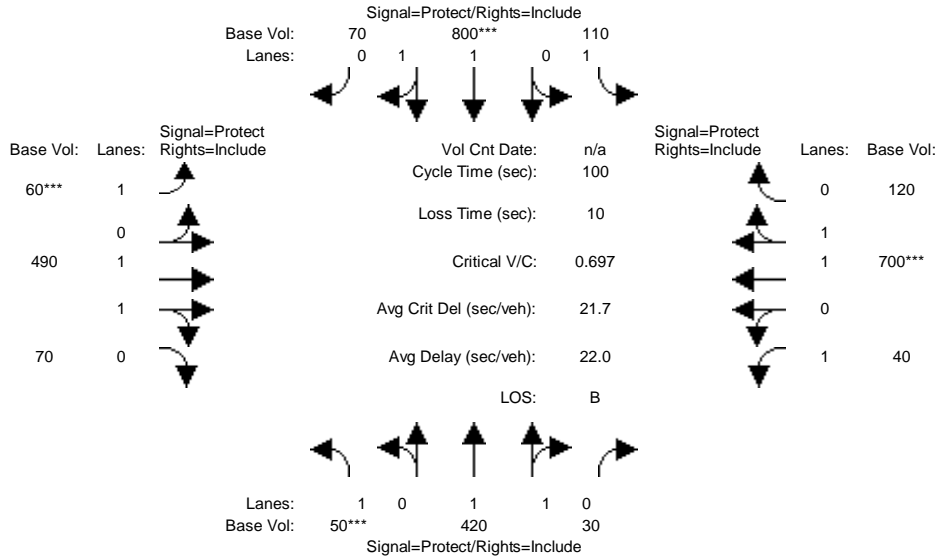 Signal=Protect/Rights=Include
Base Vol: 70 800*** 110
Lanes: 0 1 1 0 1
Signal=Protect
Rights=Include
Base Vol: Lanes:
Vol Cnt Date: n/a
Signal=Protect
Rights=Include
Lanes: Base Vol:
Cycle Time (sec): 100
60*** 1
0 120
Loss Time (sec): 10
0
1
490 1
Critical V/C: 0.697
1 700***
1
Avg Crit Del (sec/veh): 21.7
0
70 0
Avg Delay (sec/veh): 22.0
1 40
LOS: B
Lanes: 1 0 1 1 0
Base Vol: 50*** 420 30
Signal=Protect/Rights=Include